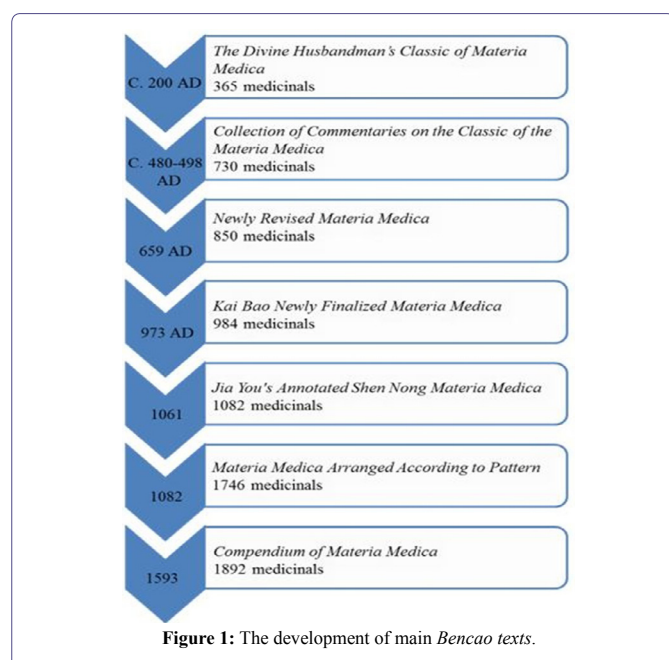 C. 200 AD
The Divine Husbandman's Classic of Materia
Medica
365 medicinals
C. 480-498
AD
Collection of Commentaries on the Classic of the
Materia Medica
730 medicinals
659 AD
Newly Revised Materia Medica
850 medicinals
973 AD
Kai Bao Newly Finalized Materia Medica
984 medicinals
1061
Jia You's Annotated Shen Nong Materia Medica
1082 medicinals
1082
Materia Medica Arranged According to Pattern
1746 medicinals
1593
Compendium of Materia Medica
1892 medicinals
Figure 1: The development of main Bencao texts.